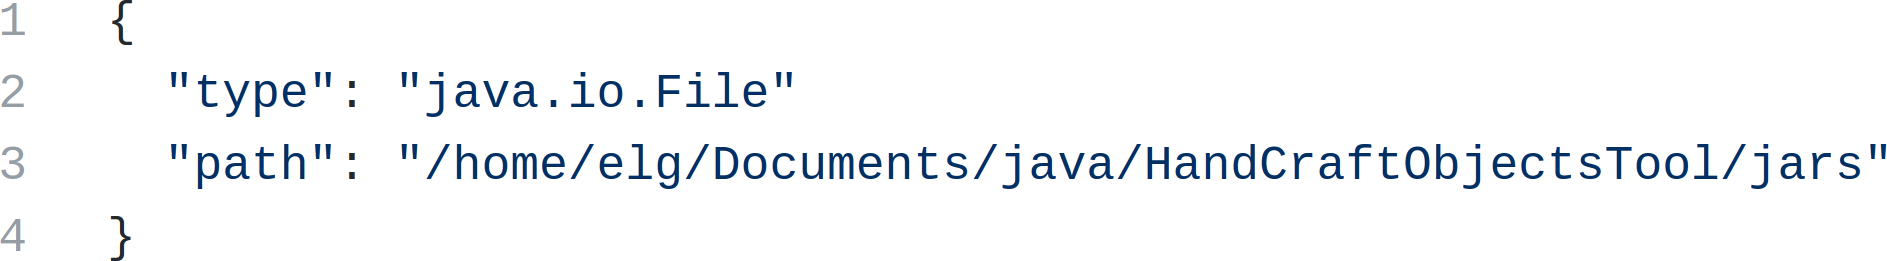 1 {
2   "type": "java.io.File"
3   "path": "/home/elg/Documents/java/HandCraftObjectsTool/jars"
4 }